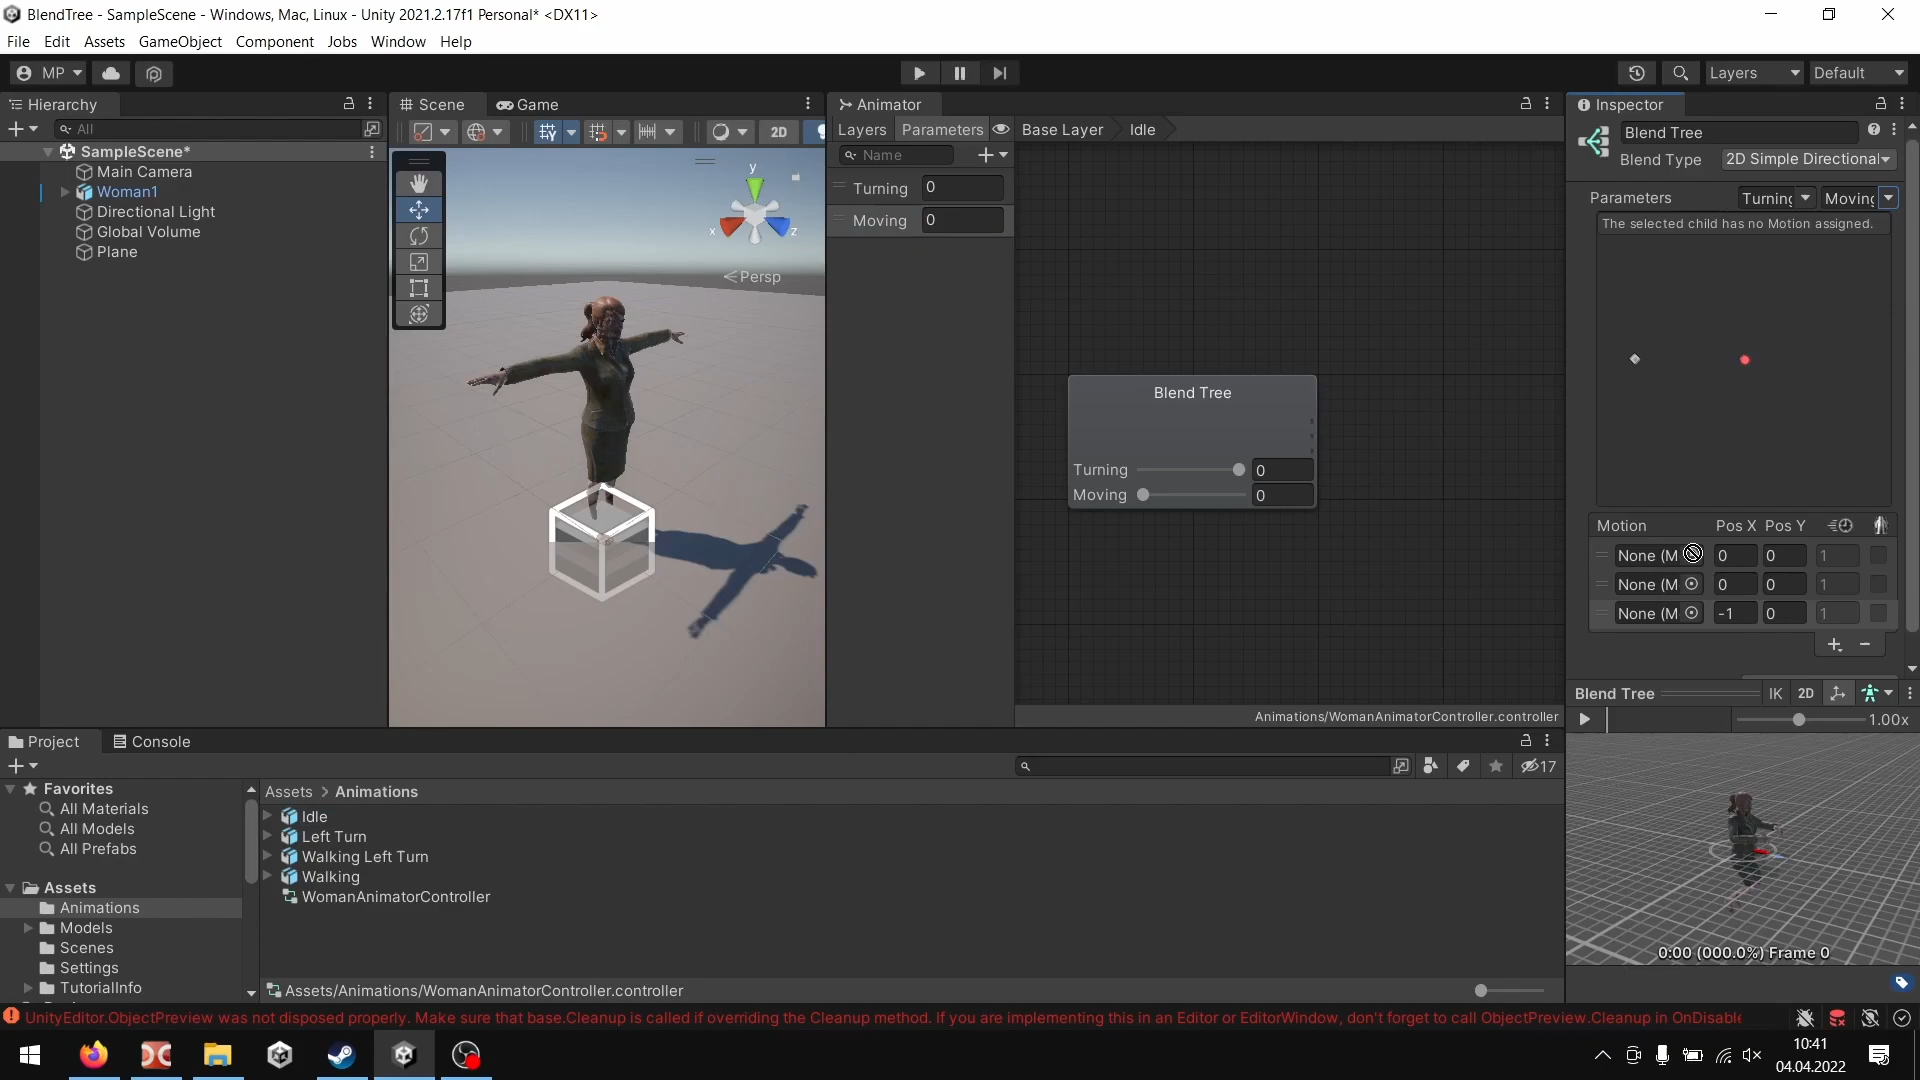 BlendTree - SampleScene - Windows, Mac, Linux - Unity 2021.2.17f1 Personal* <DX11>
File Edit Assets GameObject Component Jobs Window Help
MP Layers Default
Hierarchy
All
SampleScene*
Main Camera
Woman1
Directional Light
Global Volume
Plane
Scene Game
2D
y
x z
Persp
Animator
Layers Parameters Base Layer Idle
Name
Turning 0
Moving 0
Blend Tree
Turning 0
Moving 0
Animations/WomanAnimatorController.controller
Inspector
Blend Tree
Blend Type 2D Simple Directional
Parameters Turning Moving
The selected child has no Motion assigned.
Motion Pos X Pos Y
None (M 0 0 1
None (M 0 0 1
None (M -1 0 1
Blend Tree IK 2D
1.00x
0:00 (000.0%) Frame 0
Project Console
17
Favorites
All Materials
All Models
All Prefabs
Assets
Animations
Models
Scenes
Settings
TutorialInfo
Assets > Animations
Idle
Left Turn
Walking Left Turn
Walking
WomanAnimatorController
Assets/Animations/WomanAnimatorController.controller
UnityEditor.ObjectPreview was not disposed properly. Make sure that base.Cleanup is called if overriding the Cleanup method. If you are implementing this in an Editor or EditorWindow, don't forget to call ObjectPreview.Cleanup in OnDisable
10:41
04.04.2022